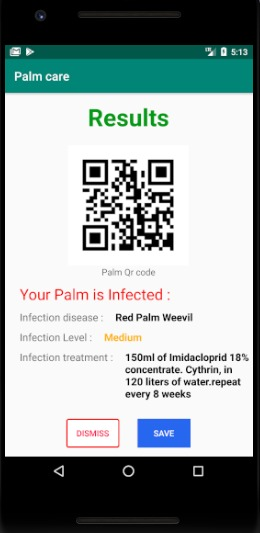 5:13
Palm care
Results
Palm Qr code
Your Palm is Infected :
Infection disease : Red Palm Weevil
Infection Level : Medium
Infection treatment : 150ml of Imidacloprid 18%
concentrate. Cythrin, in
120 liters of water.repeat
every 8 weeks
DISMISS SAVE